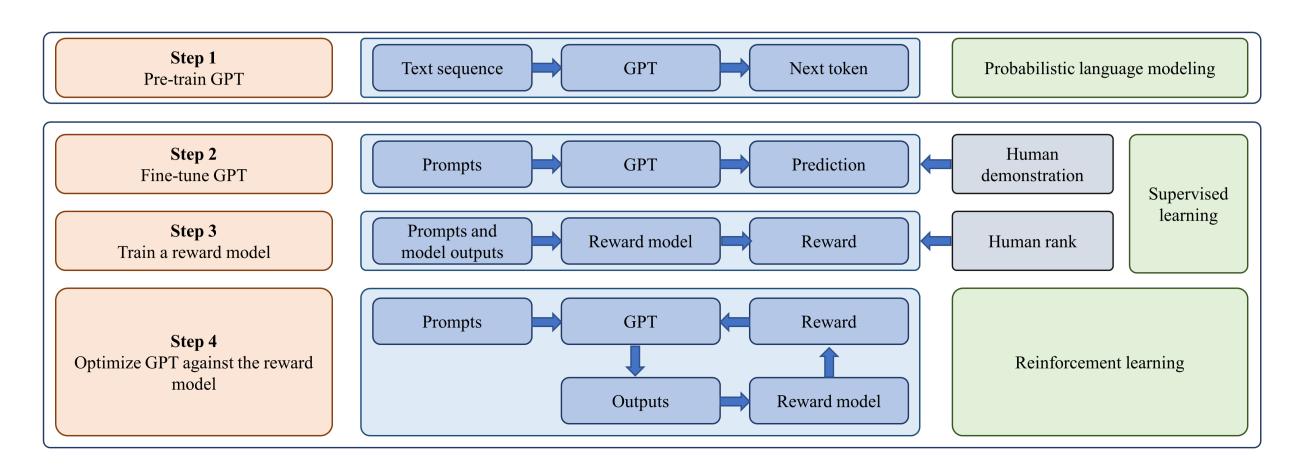 Step 1
Pre-train GPT
Text sequence
GPT
Next token
Probabilistic language modeling
Step 2
Fine-tune GPT
Prompts
GPT
Prediction
Human
demonstration
Supervised
learning
Step 3
Train a reward model
Prompts and
model outputs
Reward model
Reward
Human rank
Step 4
Optimize GPT against the reward
model
Prompts
GPT
Reward
Outputs
Reward model
Reinforcement learning